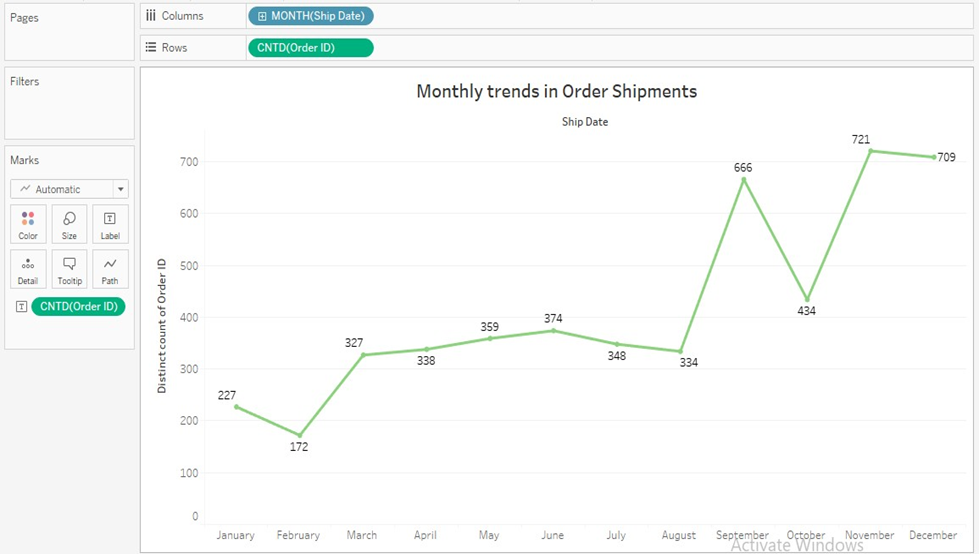 Pages
Columns
MONTH(Ship Date)
Rows
CNTD(Order ID)
Filters
Marks
Automatic
Color
Size
Label
Detail
Tooltip
Path
CNTD(Order ID)
Monthly trends in Order Shipments
Ship Date
Distinct count of Order ID
700
600
500
400
300
200
100
0
227
172
327
338
359
374
348
334
666
434
721
709
January February March April May June July August September October November December
Activate Windows